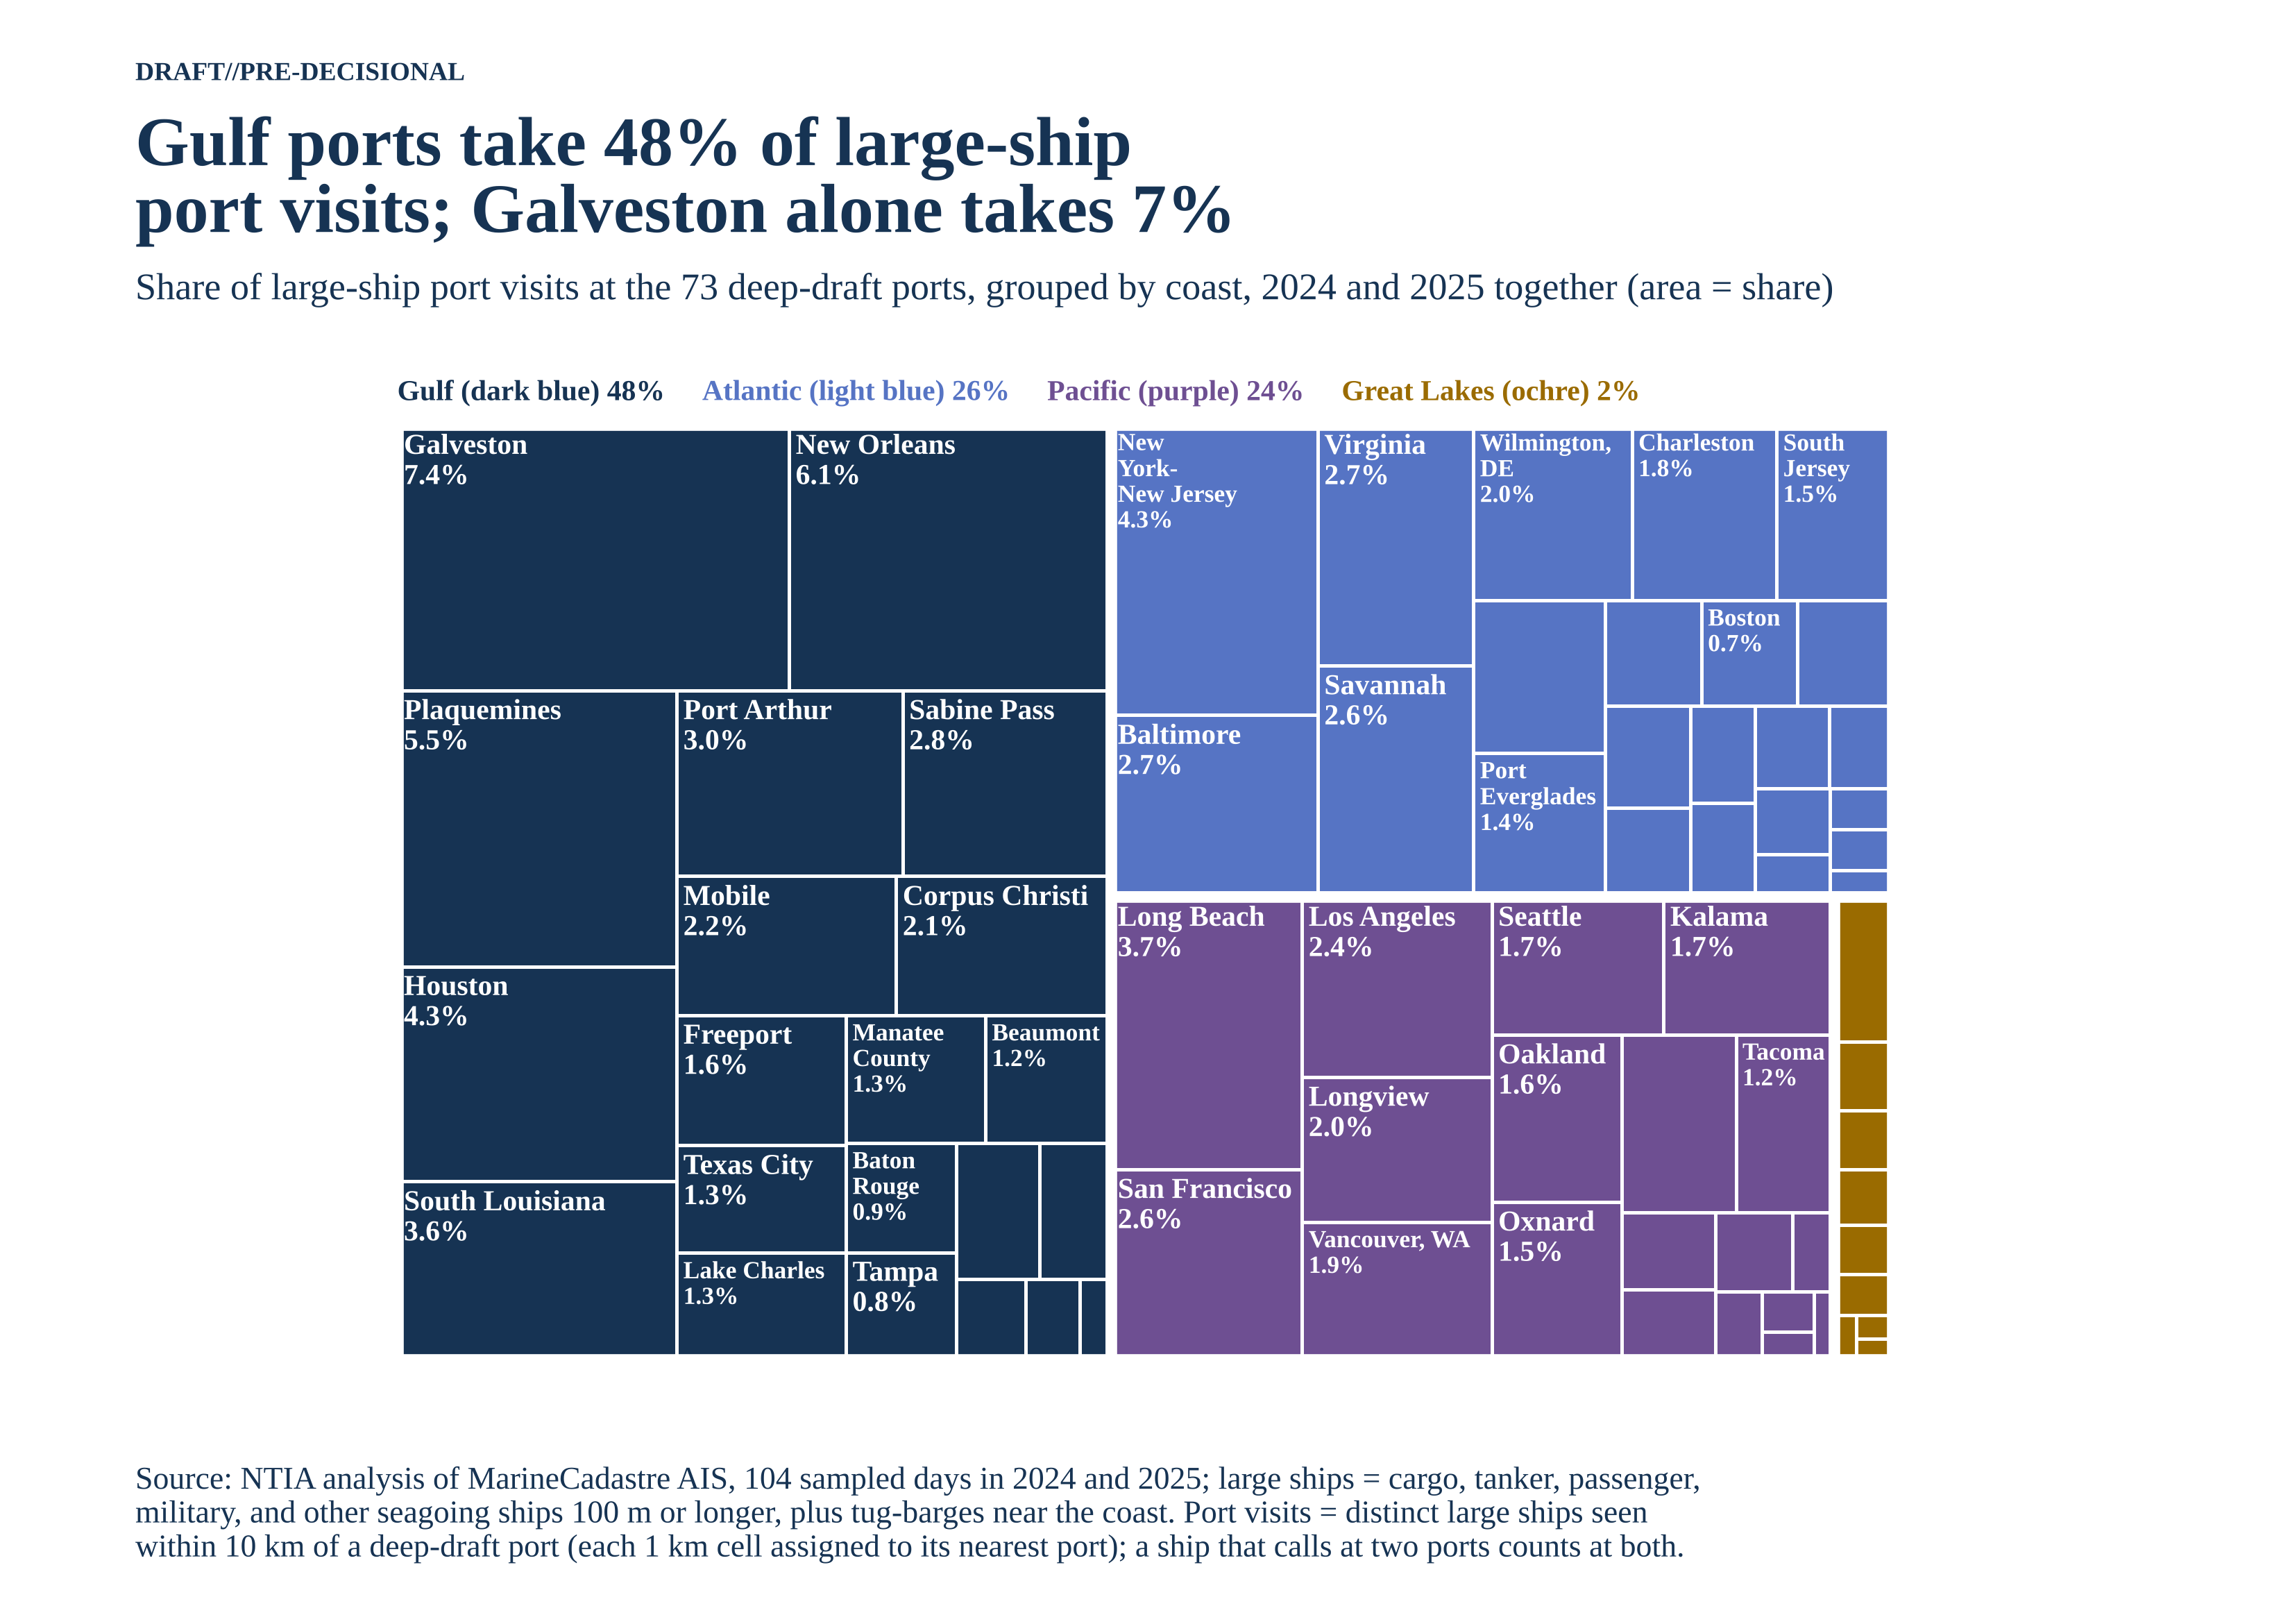 DRAFT//PRE-DECISIONAL
Gulf ports take 48% of large-ship
port visits; Galveston alone takes 7%
Share of large-ship port visits at the 73 deep-draft ports, grouped by coast, 2024 and 2025 together (area = share)
Gulf (dark blue) 48% Atlantic (light blue) 26% Pacific (purple) 24% Great Lakes (ochre) 2%
Galveston
7.4%
New Orleans
6.1%
Plaquemines
5.5%
Port Arthur
3.0%
Sabine Pass
2.8%
Mobile
2.2%
Corpus Christi
2.1%
Houston
4.3%
Freeport
1.6%
Manatee
County
1.3%
Beaumont
1.2%
South Louisiana
3.6%
Texas City
1.3%
Baton
Rouge
0.9%
Lake Charles
1.3%
Tampa
0.8%
New
York-
New Jersey
4.3%
Virginia
2.7%
Wilmington,
DE
2.0%
Charleston
1.8%
South
Jersey
1.5%
Boston
0.7%
Savannah
2.6%
Baltimore
2.7%
Port
Everglades
1.4%
Long Beach
3.7%
Los Angeles
2.4%
Seattle
1.7%
Kalama
1.7%
Oakland
1.6%
Tacoma
1.2%
Longview
2.0%
San Francisco
2.6%
Vancouver, WA
1.9%
Oxnard
1.5%
Source: NTIA analysis of MarineCadastre AIS, 104 sampled days in 2024 and 2025; large ships = cargo, tanker, passenger,
military, and other seagoing ships 100 m or longer, plus tug-barges near the coast. Port visits = distinct large ships seen
within 10 km of a deep-draft port (each 1 km cell assigned to its nearest port); a ship that calls at two ports counts at both.